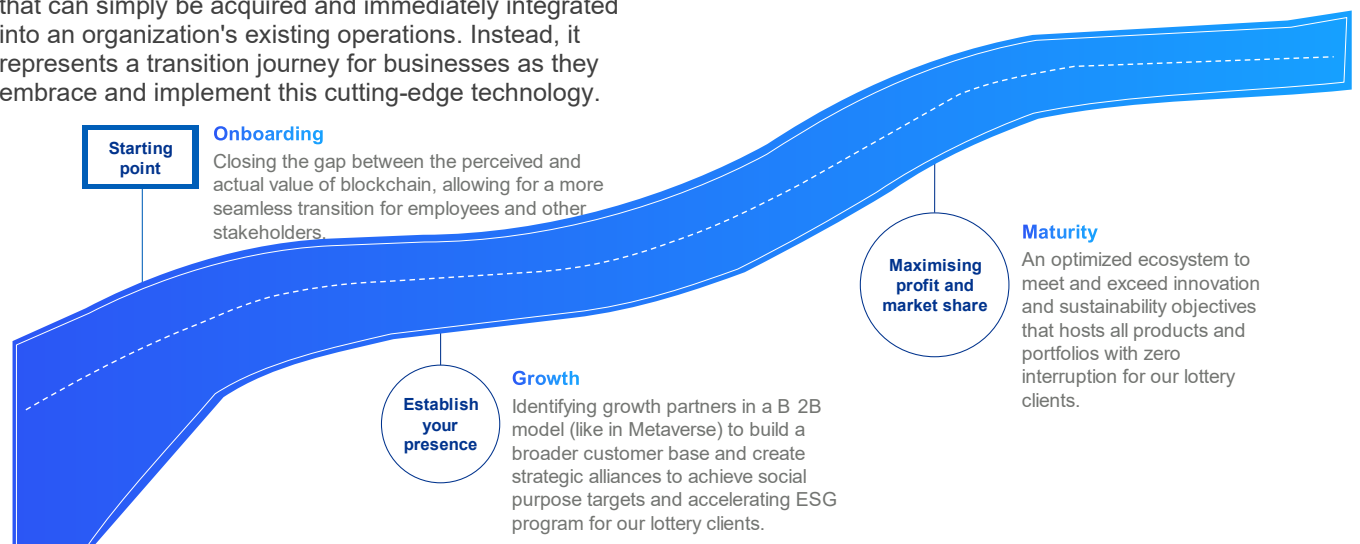 that can simply be acquired and immediately integrated
into an organization's existing operations. Instead, it
represents a transition journey for businesses as they
embrace and implement this cutting-edge technology.
Starting
point
Onboarding
Closing the gap between the perceived and
actual value of blockchain, allowing for a more
seamless transition for employees and other
stakeholders.
Establish
your
presence
Growth
Identifying growth partners in a B 2B
model (like in Metaverse) to build a
broader customer base and create
strategic alliances to achieve social
purpose targets and accelerating ESG
program for our lottery clients.
Maximising
profit and
market share
Maturity
An optimized ecosystem to
meet and exceed innovation
and sustainability objectives
that hosts all products and
portfolios with zero
interruption for our lottery
clients.